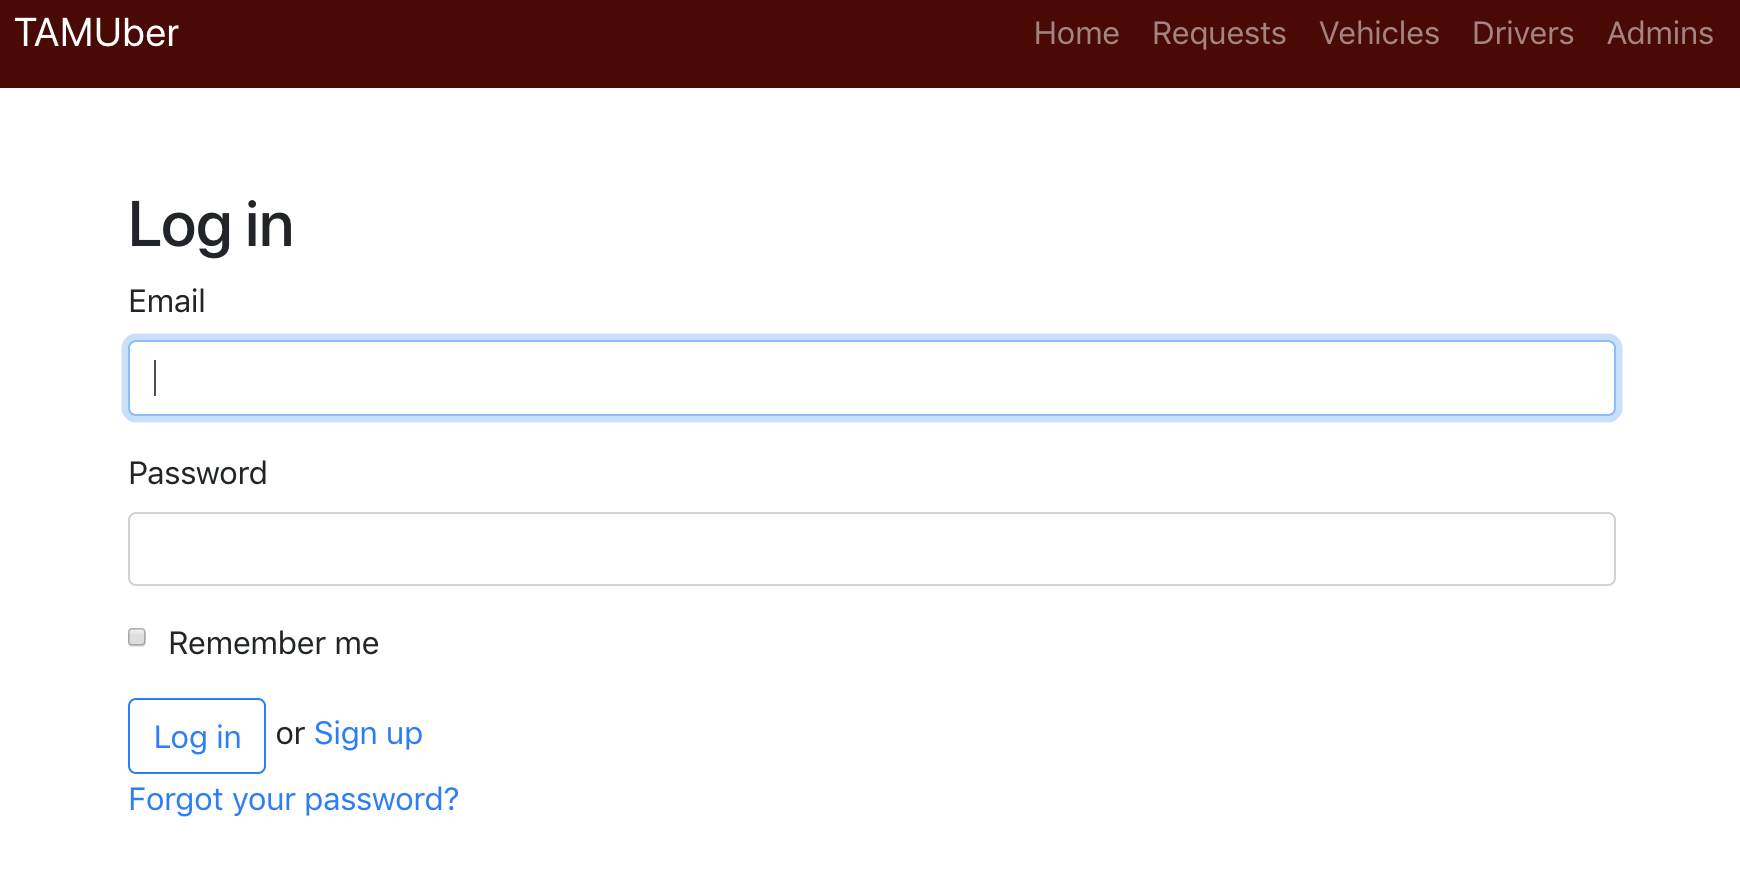 TAMUber Home Requests Vehicles Drivers Admins
Log in
Email
Password
Remember me
Log in or Sign up
Forgot your password?